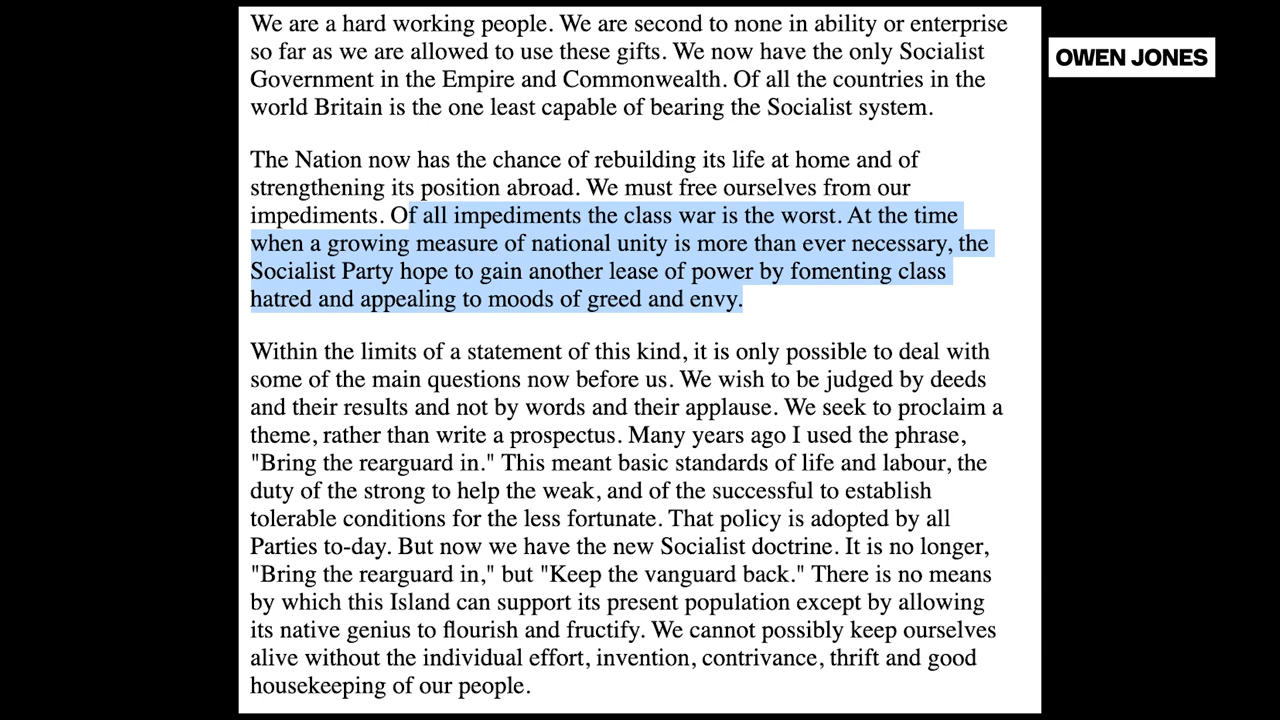 We are a hard working people. We are second to none in ability or enterprise
so far as we are allowed to use these gifts. We now have the only Socialist
Government in the Empire and Commonwealth. Of all the countries in the
world Britain is the one least capable of bearing the Socialist system.
The Nation now has the chance of rebuilding its life at home and of
strengthening its position abroad. We must free ourselves from our
impediments. Of all impediments the class war is the worst. At the time
when a growing measure of national unity is more than ever necessary, the
Socialist Party hope to gain another lease of power by fomenting class
hatred and appealing to moods of greed and envy.
Within the limits of a statement of this kind, it is only possible to deal with
some of the main questions now before us. We wish to be judged by deeds
and their results and not by words and their applause. We seek to proclaim a
theme, rather than write a prospectus. Many years ago I used the phrase,
"Bring the rearguard in." This meant basic standards of life and labour, the
duty of the strong to help the weak, and of the successful to establish
tolerable conditions for the less fortunate. That policy is adopted by all
Parties to-day. But now we have the new Socialist doctrine. It is no longer,
"Bring the rearguard in," but "Keep the vanguard back." There is no means
by which this Island can support its present population except by allowing
its native genius to flourish and fructify. We cannot possibly keep ourselves
alive without the individual effort, invention, contrivance, thrift and good
housekeeping of our people.
OWEN JONES